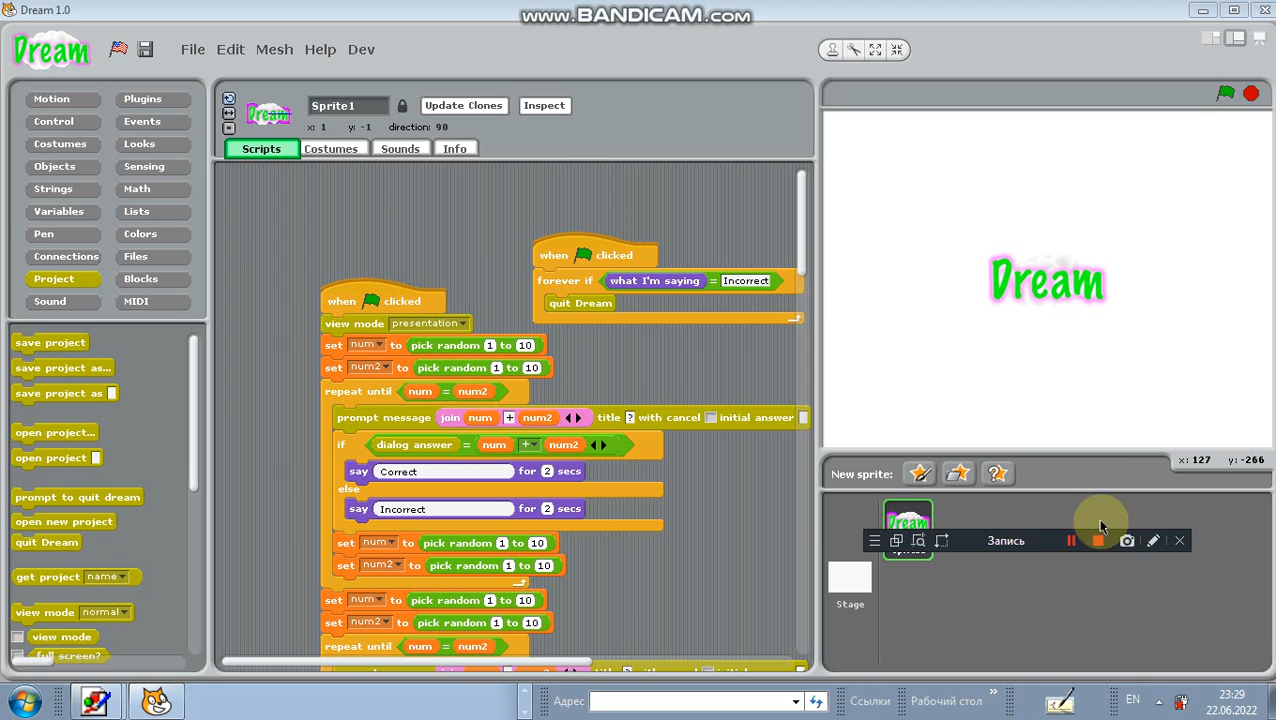 Dream 1.0
www.BANDICAM.com
Dream
File Edit Mesh Help Dev
Motion Plugins
Control Events
Costumes Looks
Objects Sensing
Strings Math
Variables Lists
Pen Colors
Connections Files
Project Blocks
Sound MIDI
save project
save project as...
save project as
open project...
open project
prompt to quit dream
open new project
quit Dream
get project name
view mode normal
view mode
full screen?
Dream
Sprite1
Update Clones
Inspect
x: 1 y: -1 direction: 90
Scripts Costumes Sounds Info
when clicked
forever if what I'm saying = Incorrect
quit Dream
when clicked
view mode presentation
set num to pick random 1 to 10
set num2 to pick random 1 to 10
repeat until num = num2
prompt message join num + num2 title ? with cancel initial answer
if dialog answer = num + num2
say Correct for 2 secs
else
say Incorrect for 2 secs
set num to pick random 1 to 10
set num2 to pick random 1 to 10
set num to pick random 1 to 10
set num2 to pick random 1 to 10
repeat until num = num2
Dream
x: 127 y: -266
New sprite:
Dream
Запись
Stage
Адрес
Ссылки
Рабочий стол
EN
23:29
22.06.2022